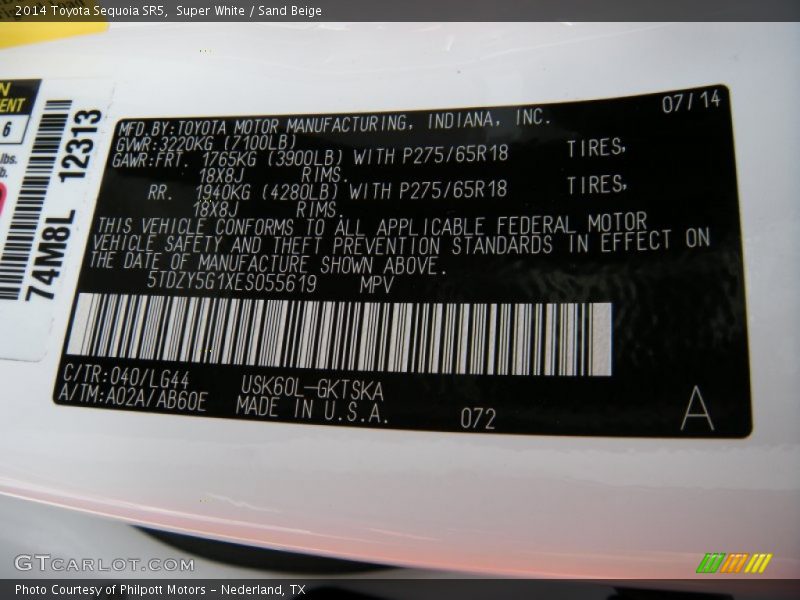 2014 Toyota Sequoia SR5,  Super White / Sand Beige
ENT
6
lbs.
b.
74M8L 12313
07/14
MFD.BY:TOYOTA MOTOR MANUFACTURING, INDIANA, INC.
GVWR:3220KG (7100LB)
GAWR:FRT. 1765KG (3900LB) WITH P275/65R18 TIRES,
18X8J RIMS.
RR. 1940KG (4280LB) WITH P275/65R18 TIRES,
18X8J RIMS.
THIS VEHICLE CONFORMS TO ALL APPLICABLE FEDERAL MOTOR
VEHICLE SAFETY AND THEFT PREVENTION STANDARDS IN EFFECT ON
THE DATE OF MANUFACTURE SHOWN ABOVE.
5TDZY5G1XES055619 MPV
C/TR:040/LG44 USK60L-GKTSKA
A/TM:A02A/AB60E MADE IN U.S.A. 072 A
GTCARLOT.COM
Photo Courtesy of Philpott Motors - Nederland, TX